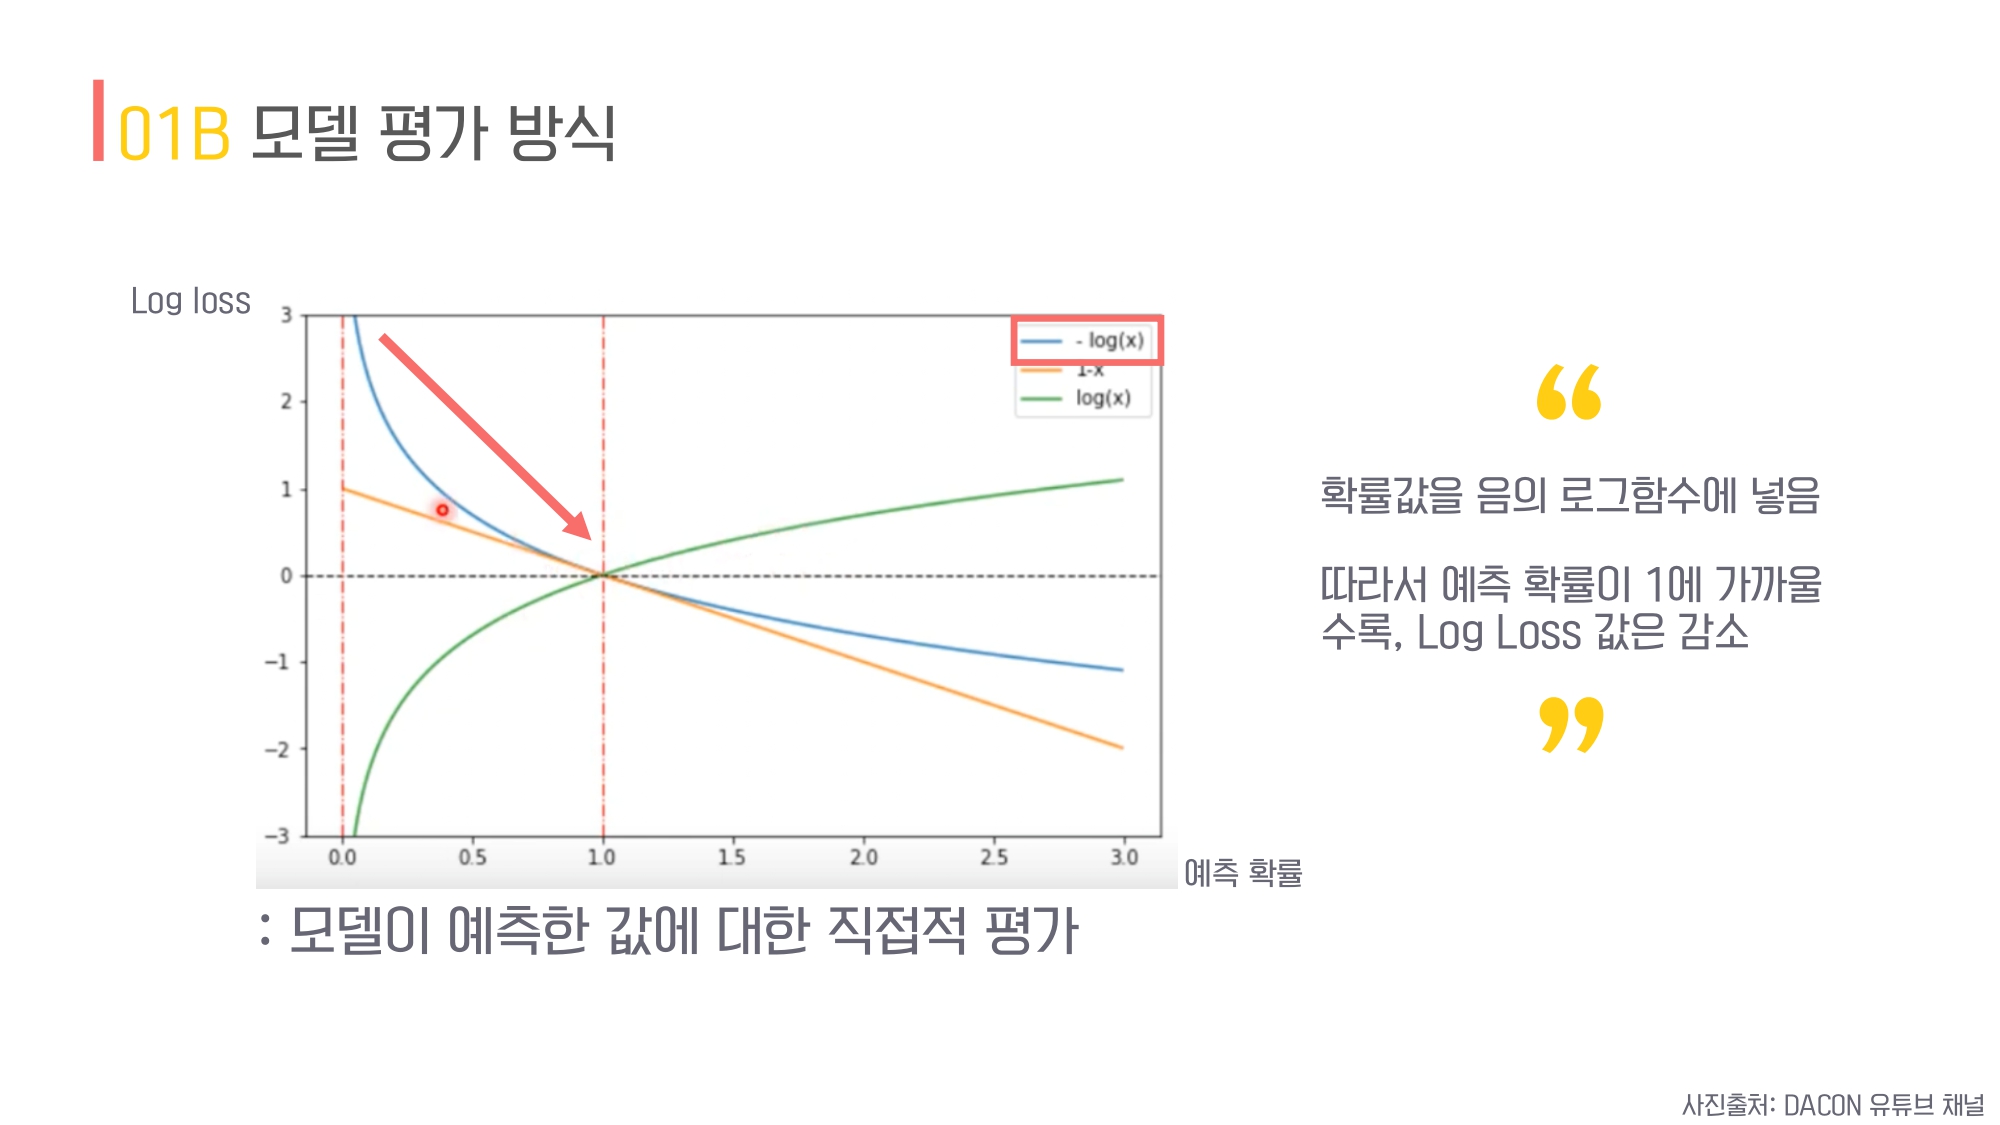 01B 모델 평가 방식
Log loss
3
2
1
0
−1
−2
−3
- log(x)
1-x
log(x)
0.0 0.5 1.0 1.5 2.0 2.5 3.0
예측 확률
: 모델이 예측한 값에 대한 직접적 평가
“
확률값을 음의 로그함수에 넣음
따라서 예측 확률이 1에 가까울
수록, Log Loss 값은 감소
”
사진출처: DACON 유튜브 채널